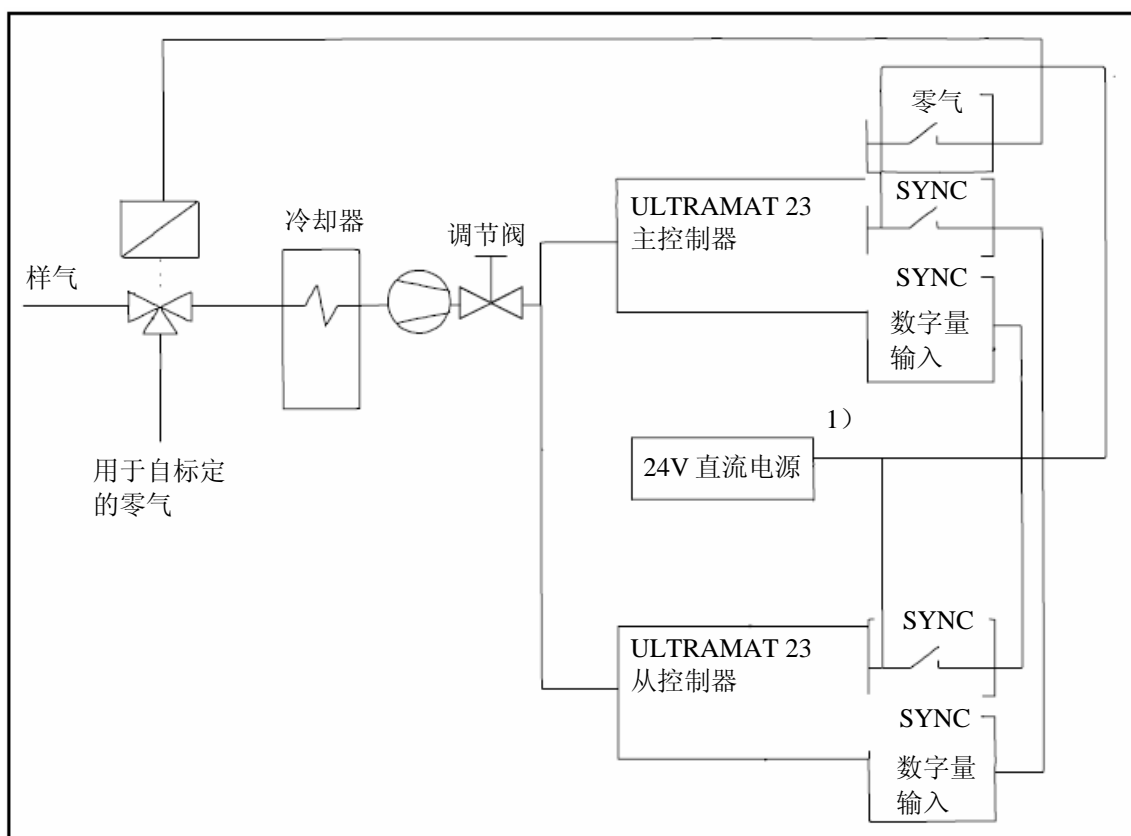 零气
ULTRAMAT 23
主控制器
SYNC
冷却器
调节阀
样气
SYNC
数字量
输入
1）
24V 直流电源
用于自标定
的零气
SYNC
ULTRAMAT 23
从控制器
SYNC
数字量
输入